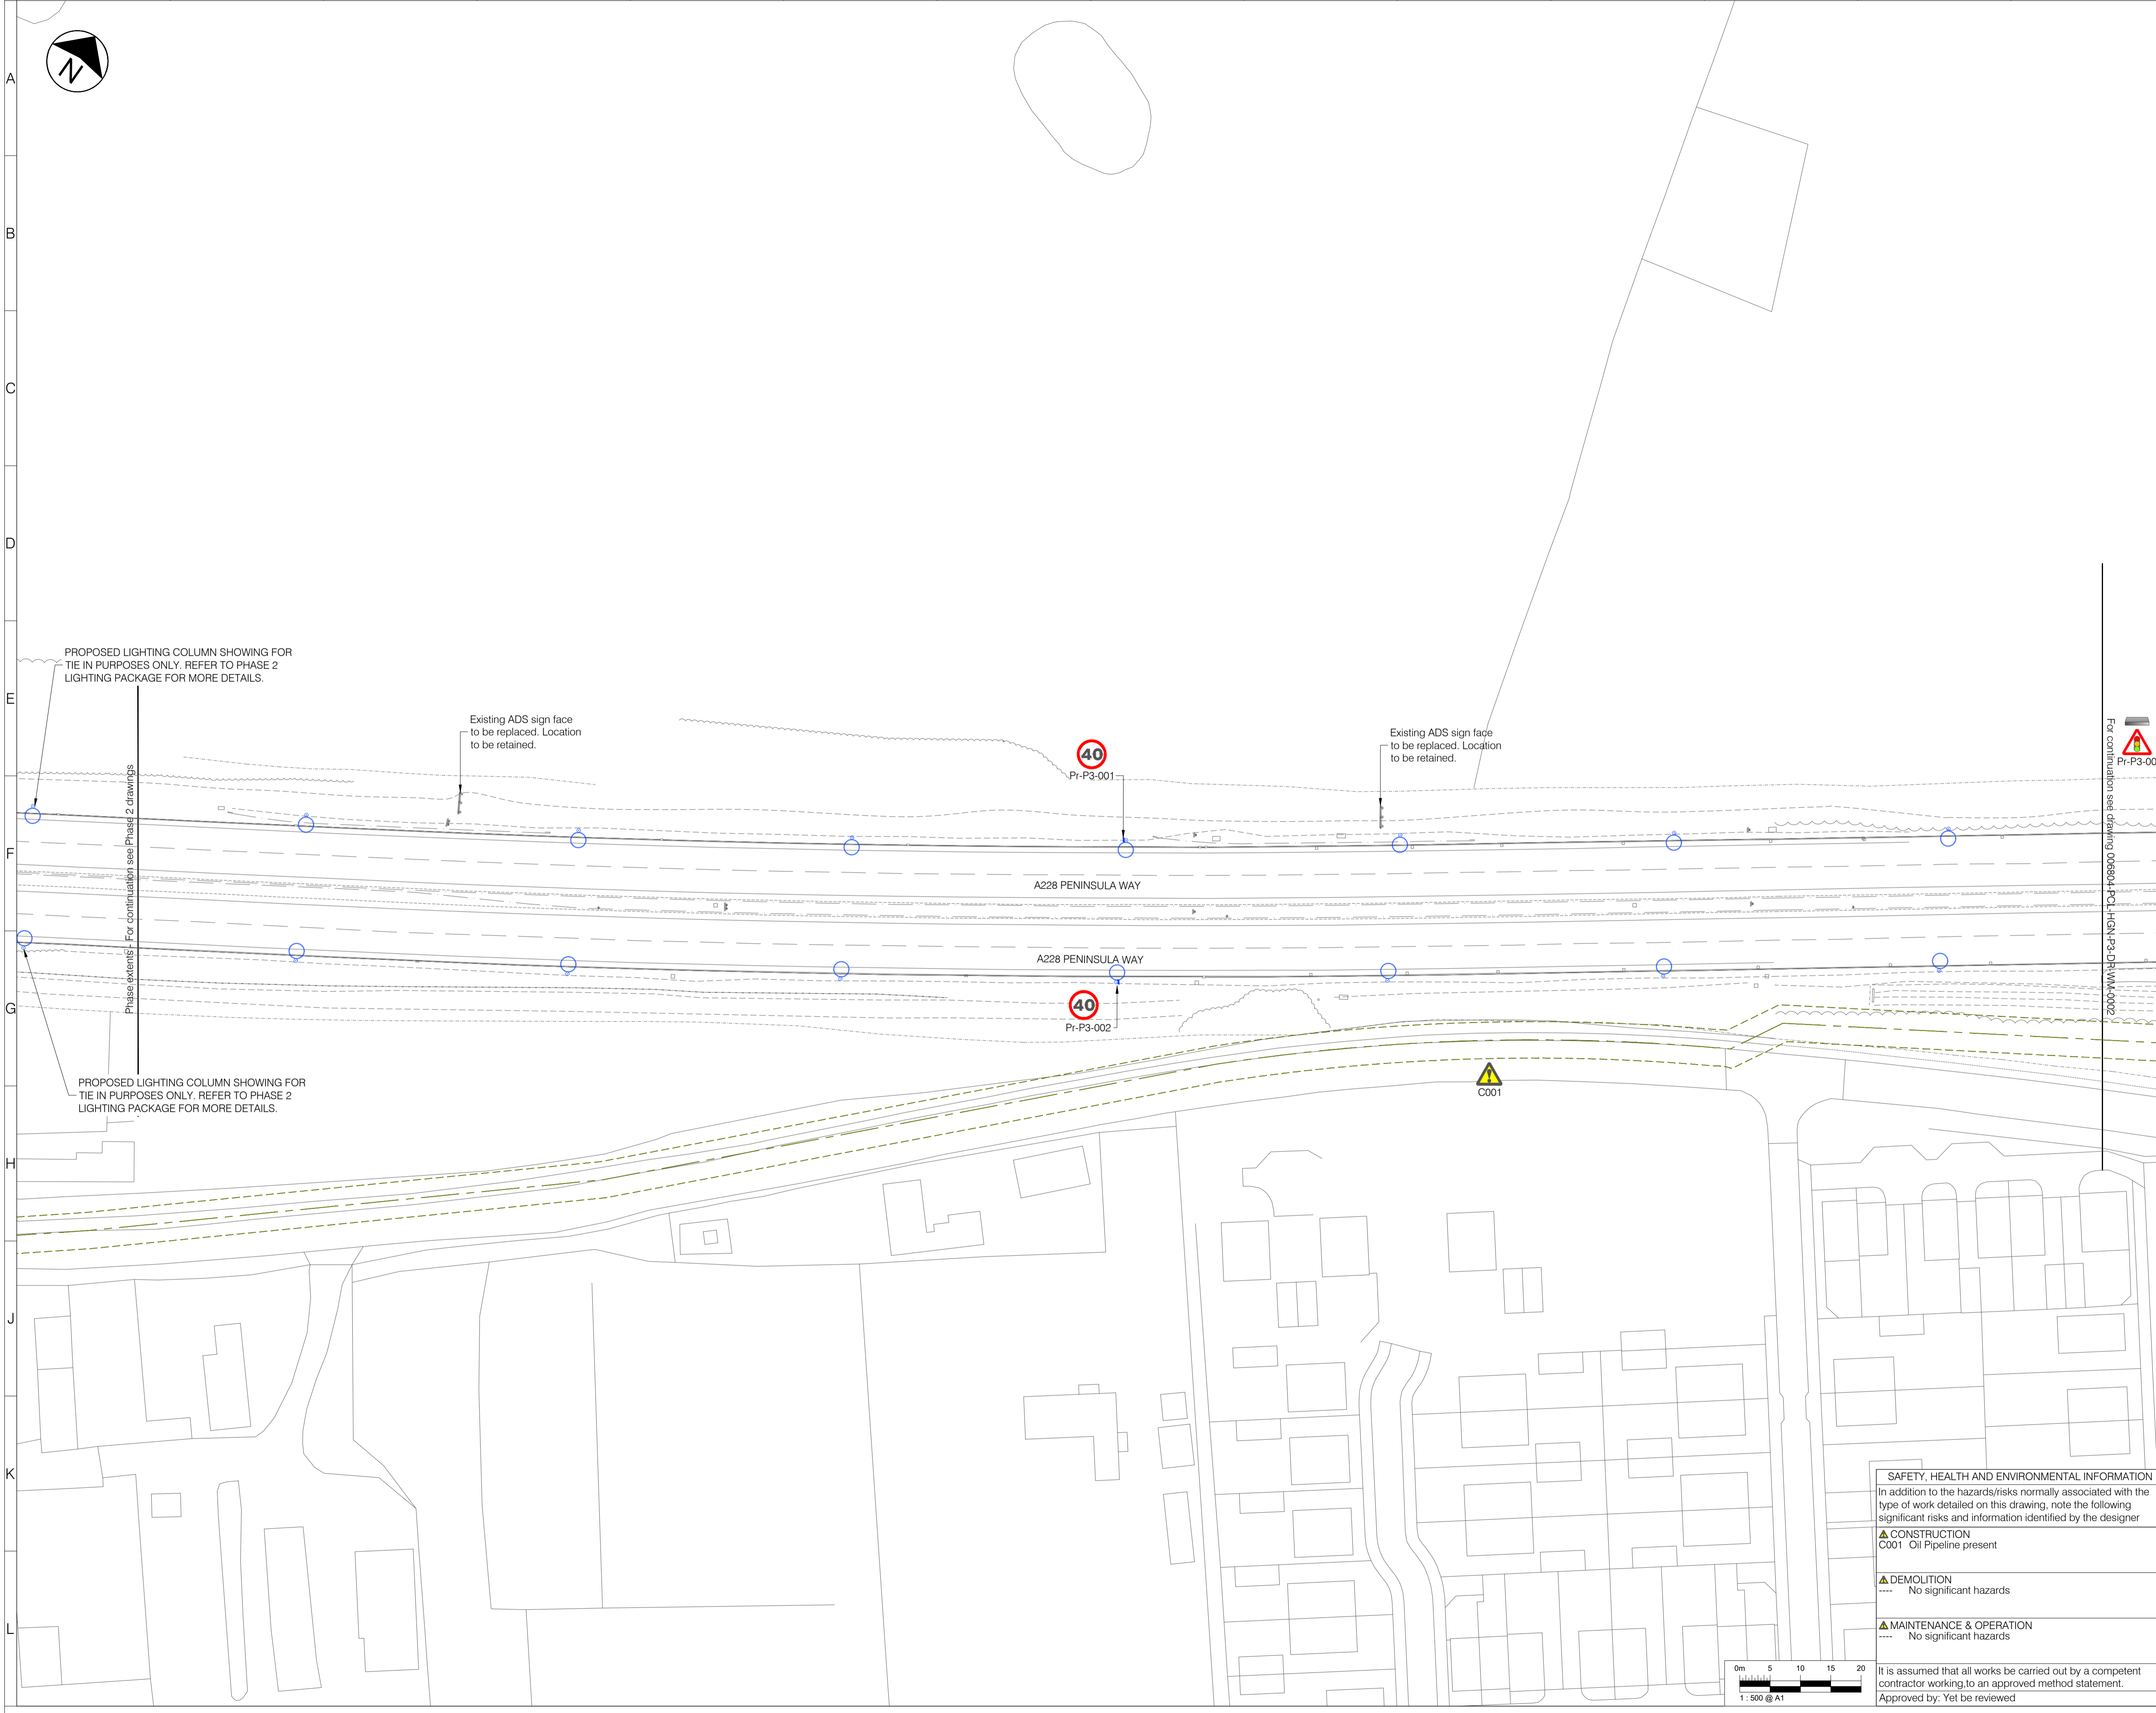 A
B
C
D
E
F
G
H
J
K
L
N
PROPOSED LIGHTING COLUMN SHOWING FOR
TIE IN PURPOSES ONLY. REFER TO PHASE 2
LIGHTING PACKAGE FOR MORE DETAILS.
Phase extents - For continuation see Phase 2 drawings
Existing ADS sign face
to be replaced. Location
to be retained.
40
Pr-P3-001
Existing ADS sign face
to be replaced. Location
to be retained.
For continuation see drawing 006804-PCL-HGN-P3-DR-WM-0002
Pr-P3-00
A228 PENINSULA WAY
A228 PENINSULA WAY
40
Pr-P3-002
PROPOSED LIGHTING COLUMN SHOWING FOR
TIE IN PURPOSES ONLY. REFER TO PHASE 2
LIGHTING PACKAGE FOR MORE DETAILS.
C001
SAFETY, HEALTH AND ENVIRONMENTAL INFORMATION
In addition to the hazards/risks normally associated with the
type of work detailed on this drawing, note the following
significant risks and information identified by the designer
CONSTRUCTION
C001 Oil Pipeline present
DEMOLITION
---- No significant hazards
MAINTENANCE & OPERATION
---- No significant hazards
It is assumed that all works be carried out by a competent
contractor working,to an approved method statement.
Approved by: Yet be reviewed
0m 5 10 15 20
1 : 500 @ A1